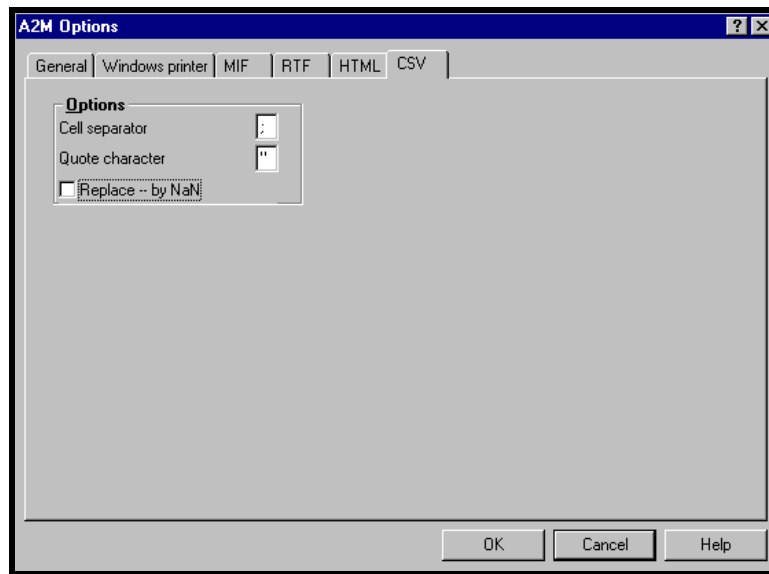 A2M Options
General Windows printer MIF RTF HTML CSV
Options
Cell separator ;
Quote character "
Replace -- by NaN
OK Cancel Help